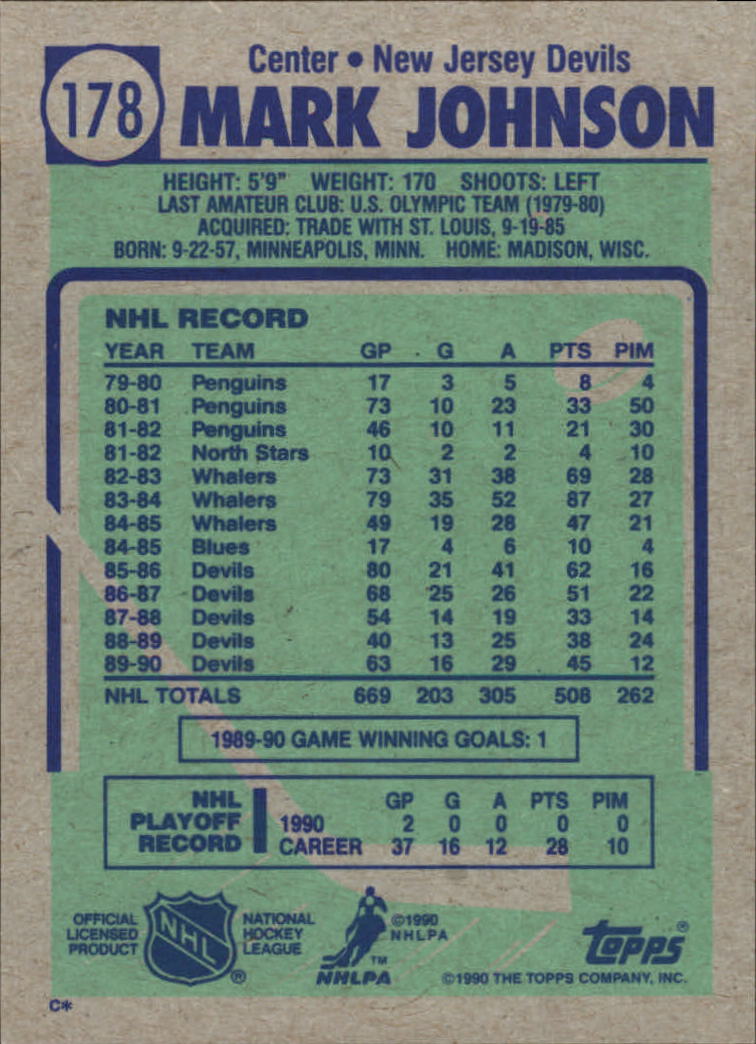 178
Center • New Jersey Devils
MARK JOHNSON
HEIGHT: 5'9" WEIGHT: 170 SHOOTS: LEFT
LAST AMATEUR CLUB: U.S. OLYMPIC TEAM (1979-80)
ACQUIRED: TRADE WITH ST. LOUIS, 9-19-85
BORN: 9-22-57, MINNEAPOLIS, MINN. HOME: MADISON, WISC.
NHL RECORD
YEAR TEAM GP G A PTS PIM
79-80 Penguins 17 3 5 8 4
80-81 Penguins 73 10 23 33 50
81-82 Penguins 46 10 11 21 30
81-82 North Stars 10 2 2 4 10
82-83 Whalers 73 31 38 69 28
83-84 Whalers 79 35 52 87 27
84-85 Whalers 49 19 28 47 21
84-85 Blues 17 4 6 10 4
85-86 Devils 80 21 41 62 16
86-87 Devils 68 25 26 51 22
87-88 Devils 54 14 19 33 14
88-89 Devils 40 13 25 38 24
89-90 Devils 63 16 29 45 12
NHL TOTALS 669 203 305 508 262
1989-90 GAME WINNING GOALS: 1
NHL PLAYOFF RECORD
GP G A PTS PIM
1990 2 0 0 0 0
CAREER 37 16 12 28 10
OFFICIAL
LICENSED
PRODUCT
NHL
®
NATIONAL
HOCKEY
LEAGUE
©1990
NHLPA
TM
NHLPA
topps®
©1990 THE TOPPS COMPANY, INC.
C*